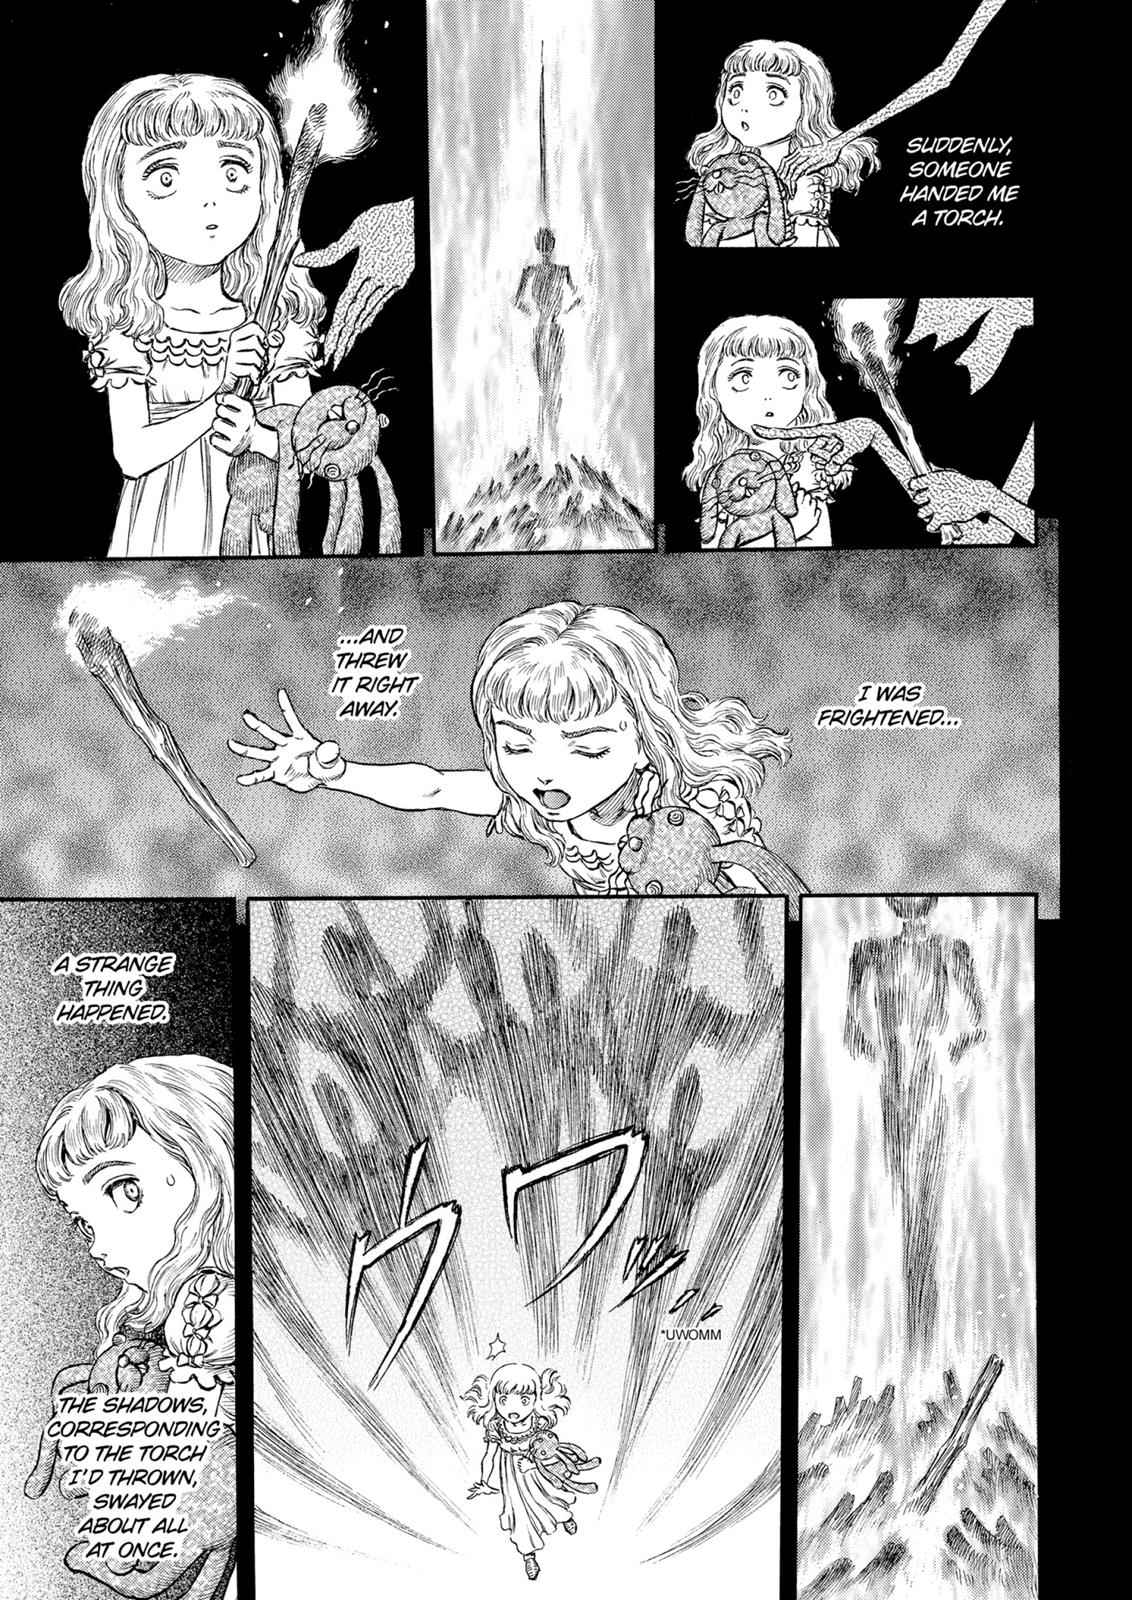 SUDDENLY,
SOMEONE
HANDED ME
A TORCH.
I WAS
FRIGHTENED...
...AND
THREW
IT RIGHT
AWAY.
ウワッ
*UWOMM
A STRANGE
THING
HAPPENED.
THE SHADOWS,
CORRESPONDING
TO THE TORCH
I'D THROWN,
SWAYED
ABOUT ALL
AT ONCE.